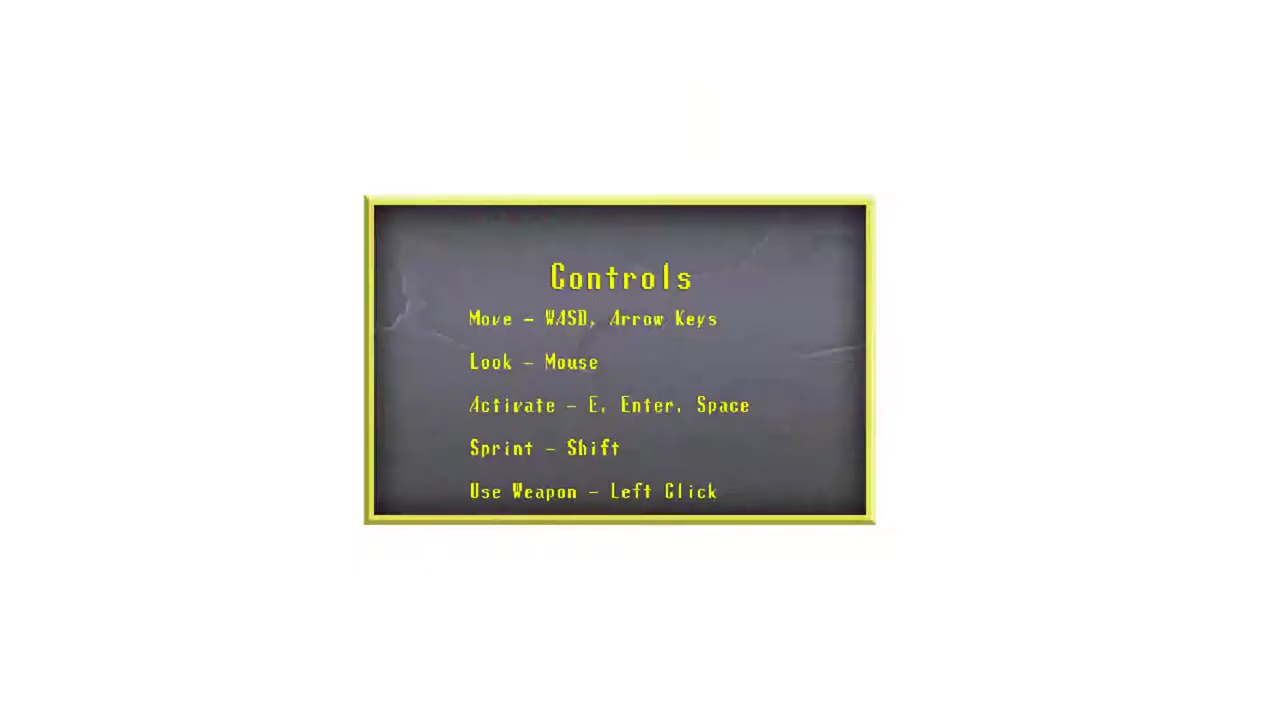 Controls
Move - WASD, Arrow Keys
Look - Mouse
Activate - E, Enter, Space
Sprint - Shift
Use Weapon - Left Click